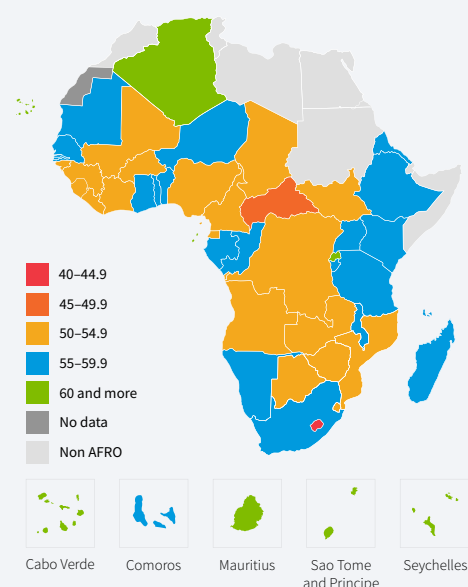 40–44.9
45–49.9
50–54.9
55–59.9
60 and more
No data
Non AFRO
Cabo Verde
Comoros
Mauritius
Sao Tome
and Principe
Seychelles